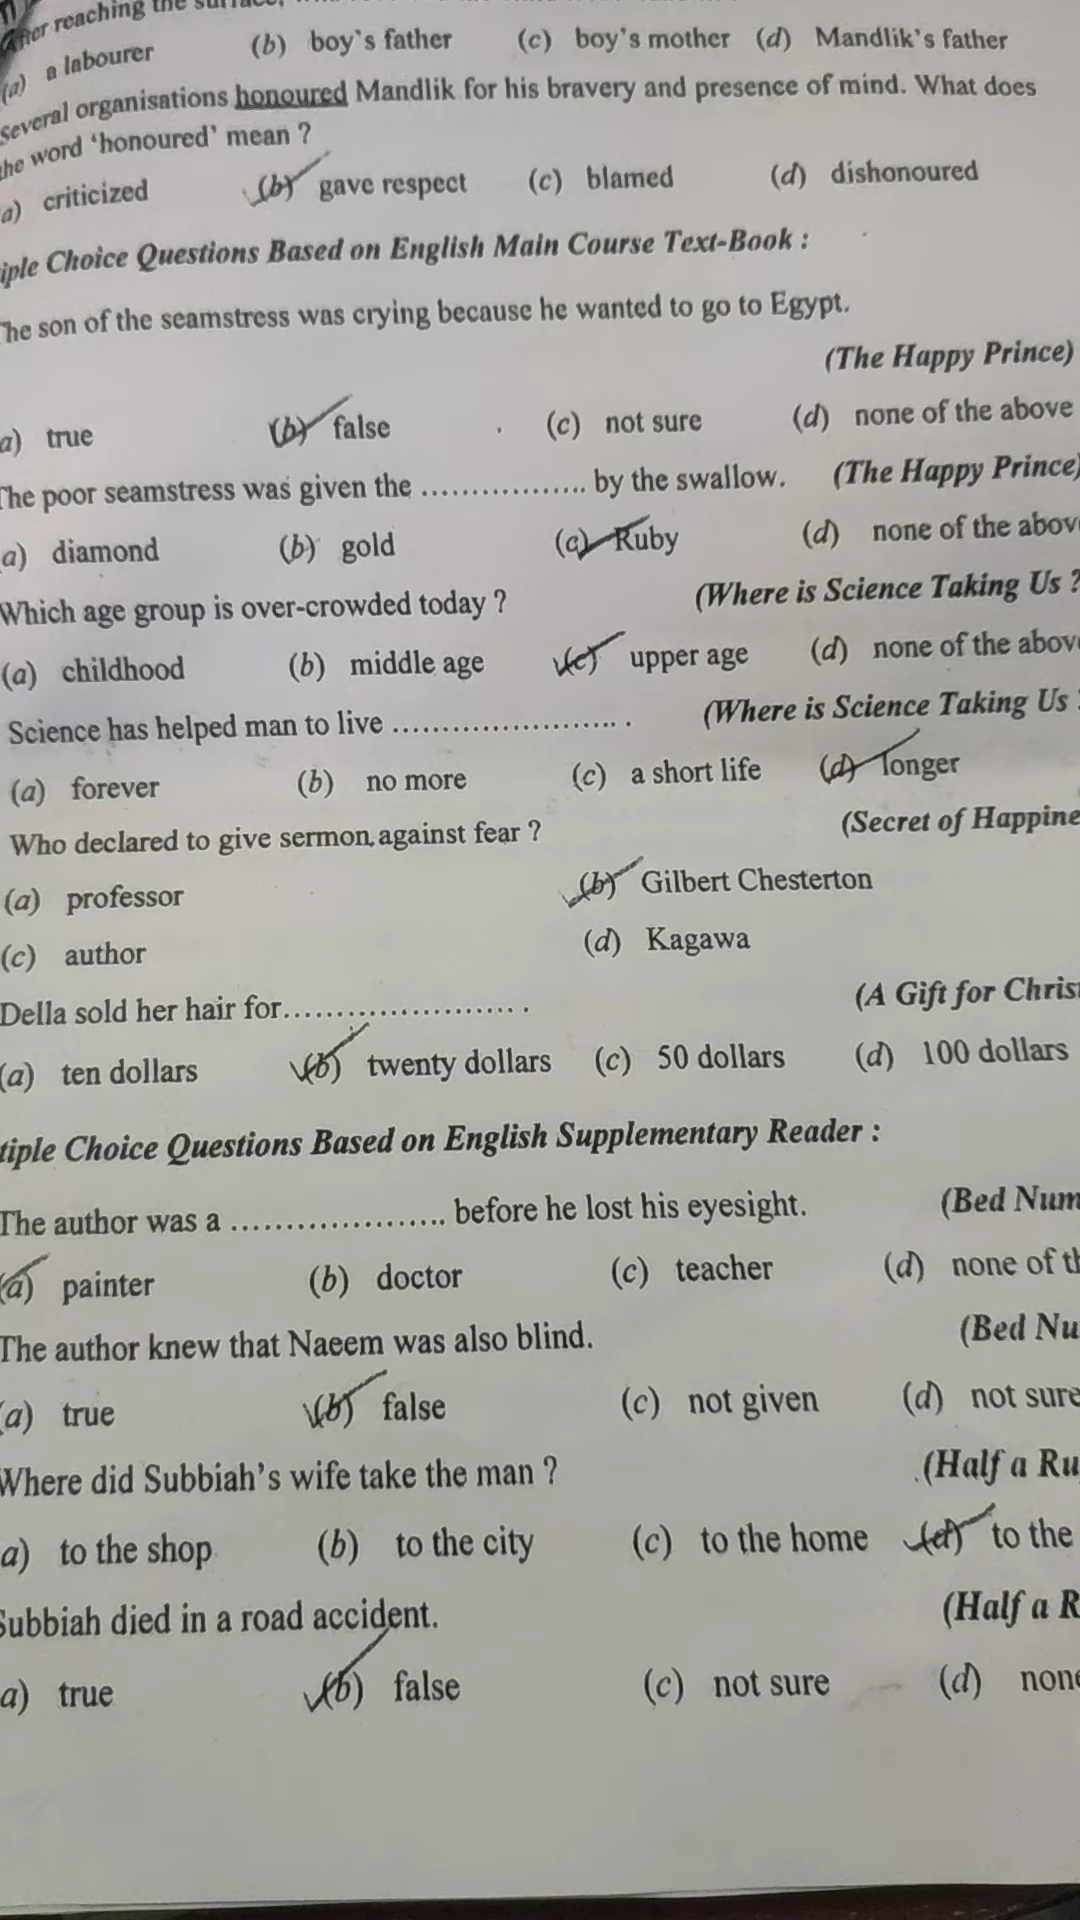 After reaching the
(a) a labourer (b) boy's father (c) boy's mother (d) Mandlik's father
Several organisations honoured Mandlik for his bravery and presence of mind. What does
the word 'honoured' mean ?
a) criticized (b) gave respect (c) blamed (d) dishonoured
iple Choice Questions Based on English Main Course Text-Book :
The son of the seamstress was crying because he wanted to go to Egypt.
(The Happy Prince)
a) true (b) false (c) not sure (d) none of the above
The poor seamstress was given the ................. by the swallow. (The Happy Prince)
a) diamond (b) gold (c) Ruby (d) none of the abov
Which age group is over-crowded today ? (Where is Science Taking Us ?
(a) childhood (b) middle age (c) upper age (d) none of the above
Science has helped man to live ....................... . (Where is Science Taking Us ?
(a) forever (b) no more (c) a short life (d) longer
Who declared to give sermon against fear ? (Secret of Happine
(a) professor (b) Gilbert Chesterton
(c) author (d) Kagawa
Della sold her hair for....................... . (A Gift for Christ
(a) ten dollars (b) twenty dollars (c) 50 dollars (d) 100 dollars
tiple Choice Questions Based on English Supplementary Reader :
The author was a .................... before he lost his eyesight. (Bed Num
(a) painter (b) doctor (c) teacher (d) none of th
The author knew that Naeem was also blind. (Bed Nu
(a) true (b) false (c) not given (d) not sure
Where did Subbiah's wife take the man ? (Half a Ru
a) to the shop (b) to the city (c) to the home (d) to the
Subbiah died in a road accident. (Half a R
a) true (b) false (c) not sure (d) none